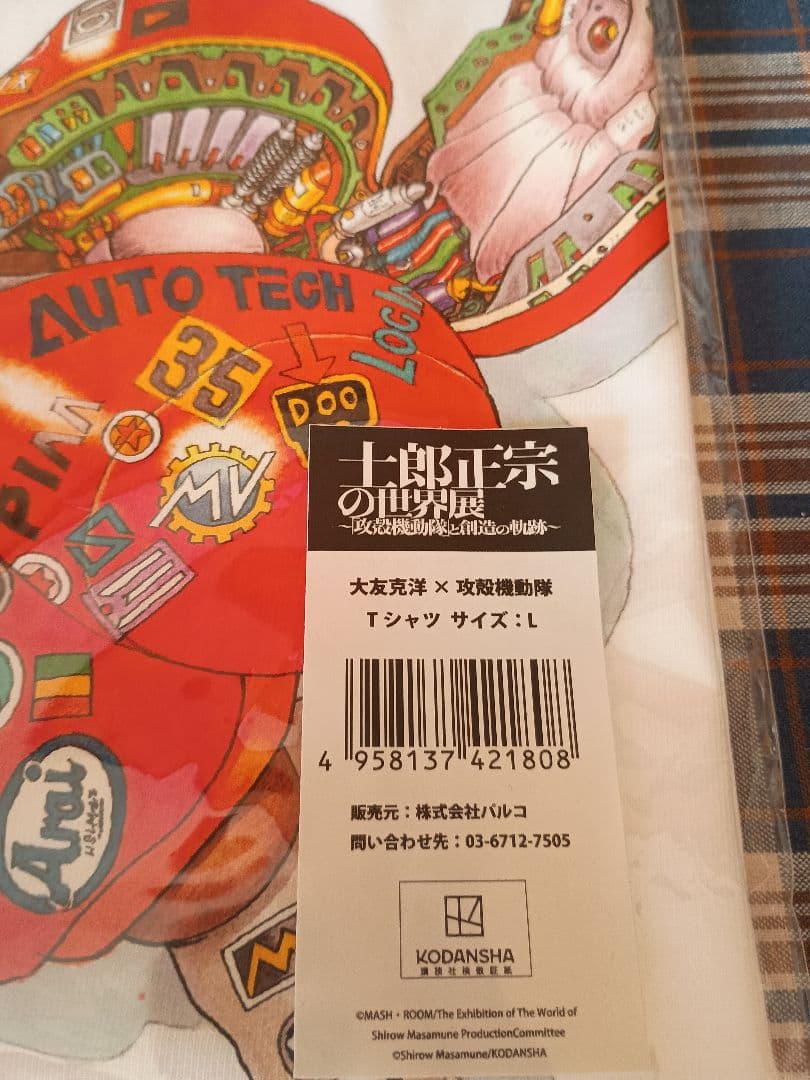 AUTO TECH
35
DOO
MV
Arai
士郎正宗
の世界展
～「攻殻機動隊」と創造の軌跡～
大友克洋 × 攻殻機動隊
Tシャツ サイズ：L
4 958137 421808
販売元：株式会社パルコ
問い合わせ先：03-6712-7505
KODANSHA
講談社検徴証紙
©MASH・ROOM/The Exhibition of The World of
Shirow Masamune ProductionCommittee
©Shirow Masamune/KODANSHA